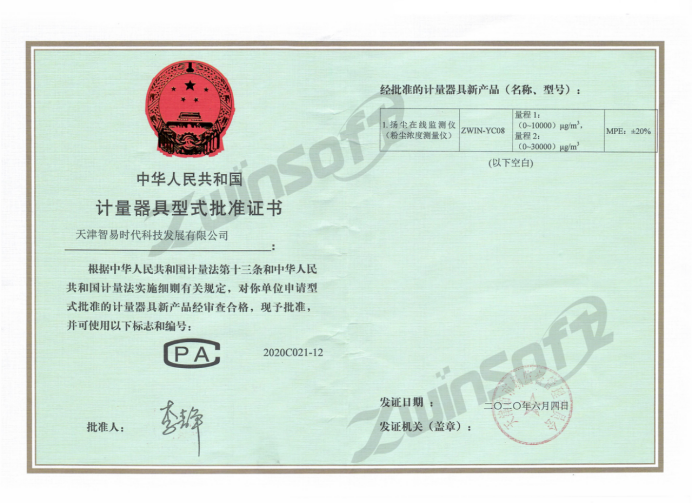 中华人民共和国
计量器具型式批准证书
天津智易时代科技发展有限公司：
根据中华人民共和国计量法第十三条和中华人民
共和国计量法实施细则有关规定，对你单位申请型
式批准的计量器具新产品经审查合格，现予批准，
并可使用以下标志和编号：
CPA 2020C021-12
批准人：
经批准的计量器具新产品（名称、型号）：
1.扬尘在线监测仪
（粉尘浓度测量仪）
ZWIN-YC08
量程 1：
（0~10000）μg/m³，
量程 2：
（0~30000）μg/m³
MPE：±20%
（以下空白）
发证日期：
二〇二〇年六月四日
发证机关（盖章）：
ZwinSoft
ZwinSoft